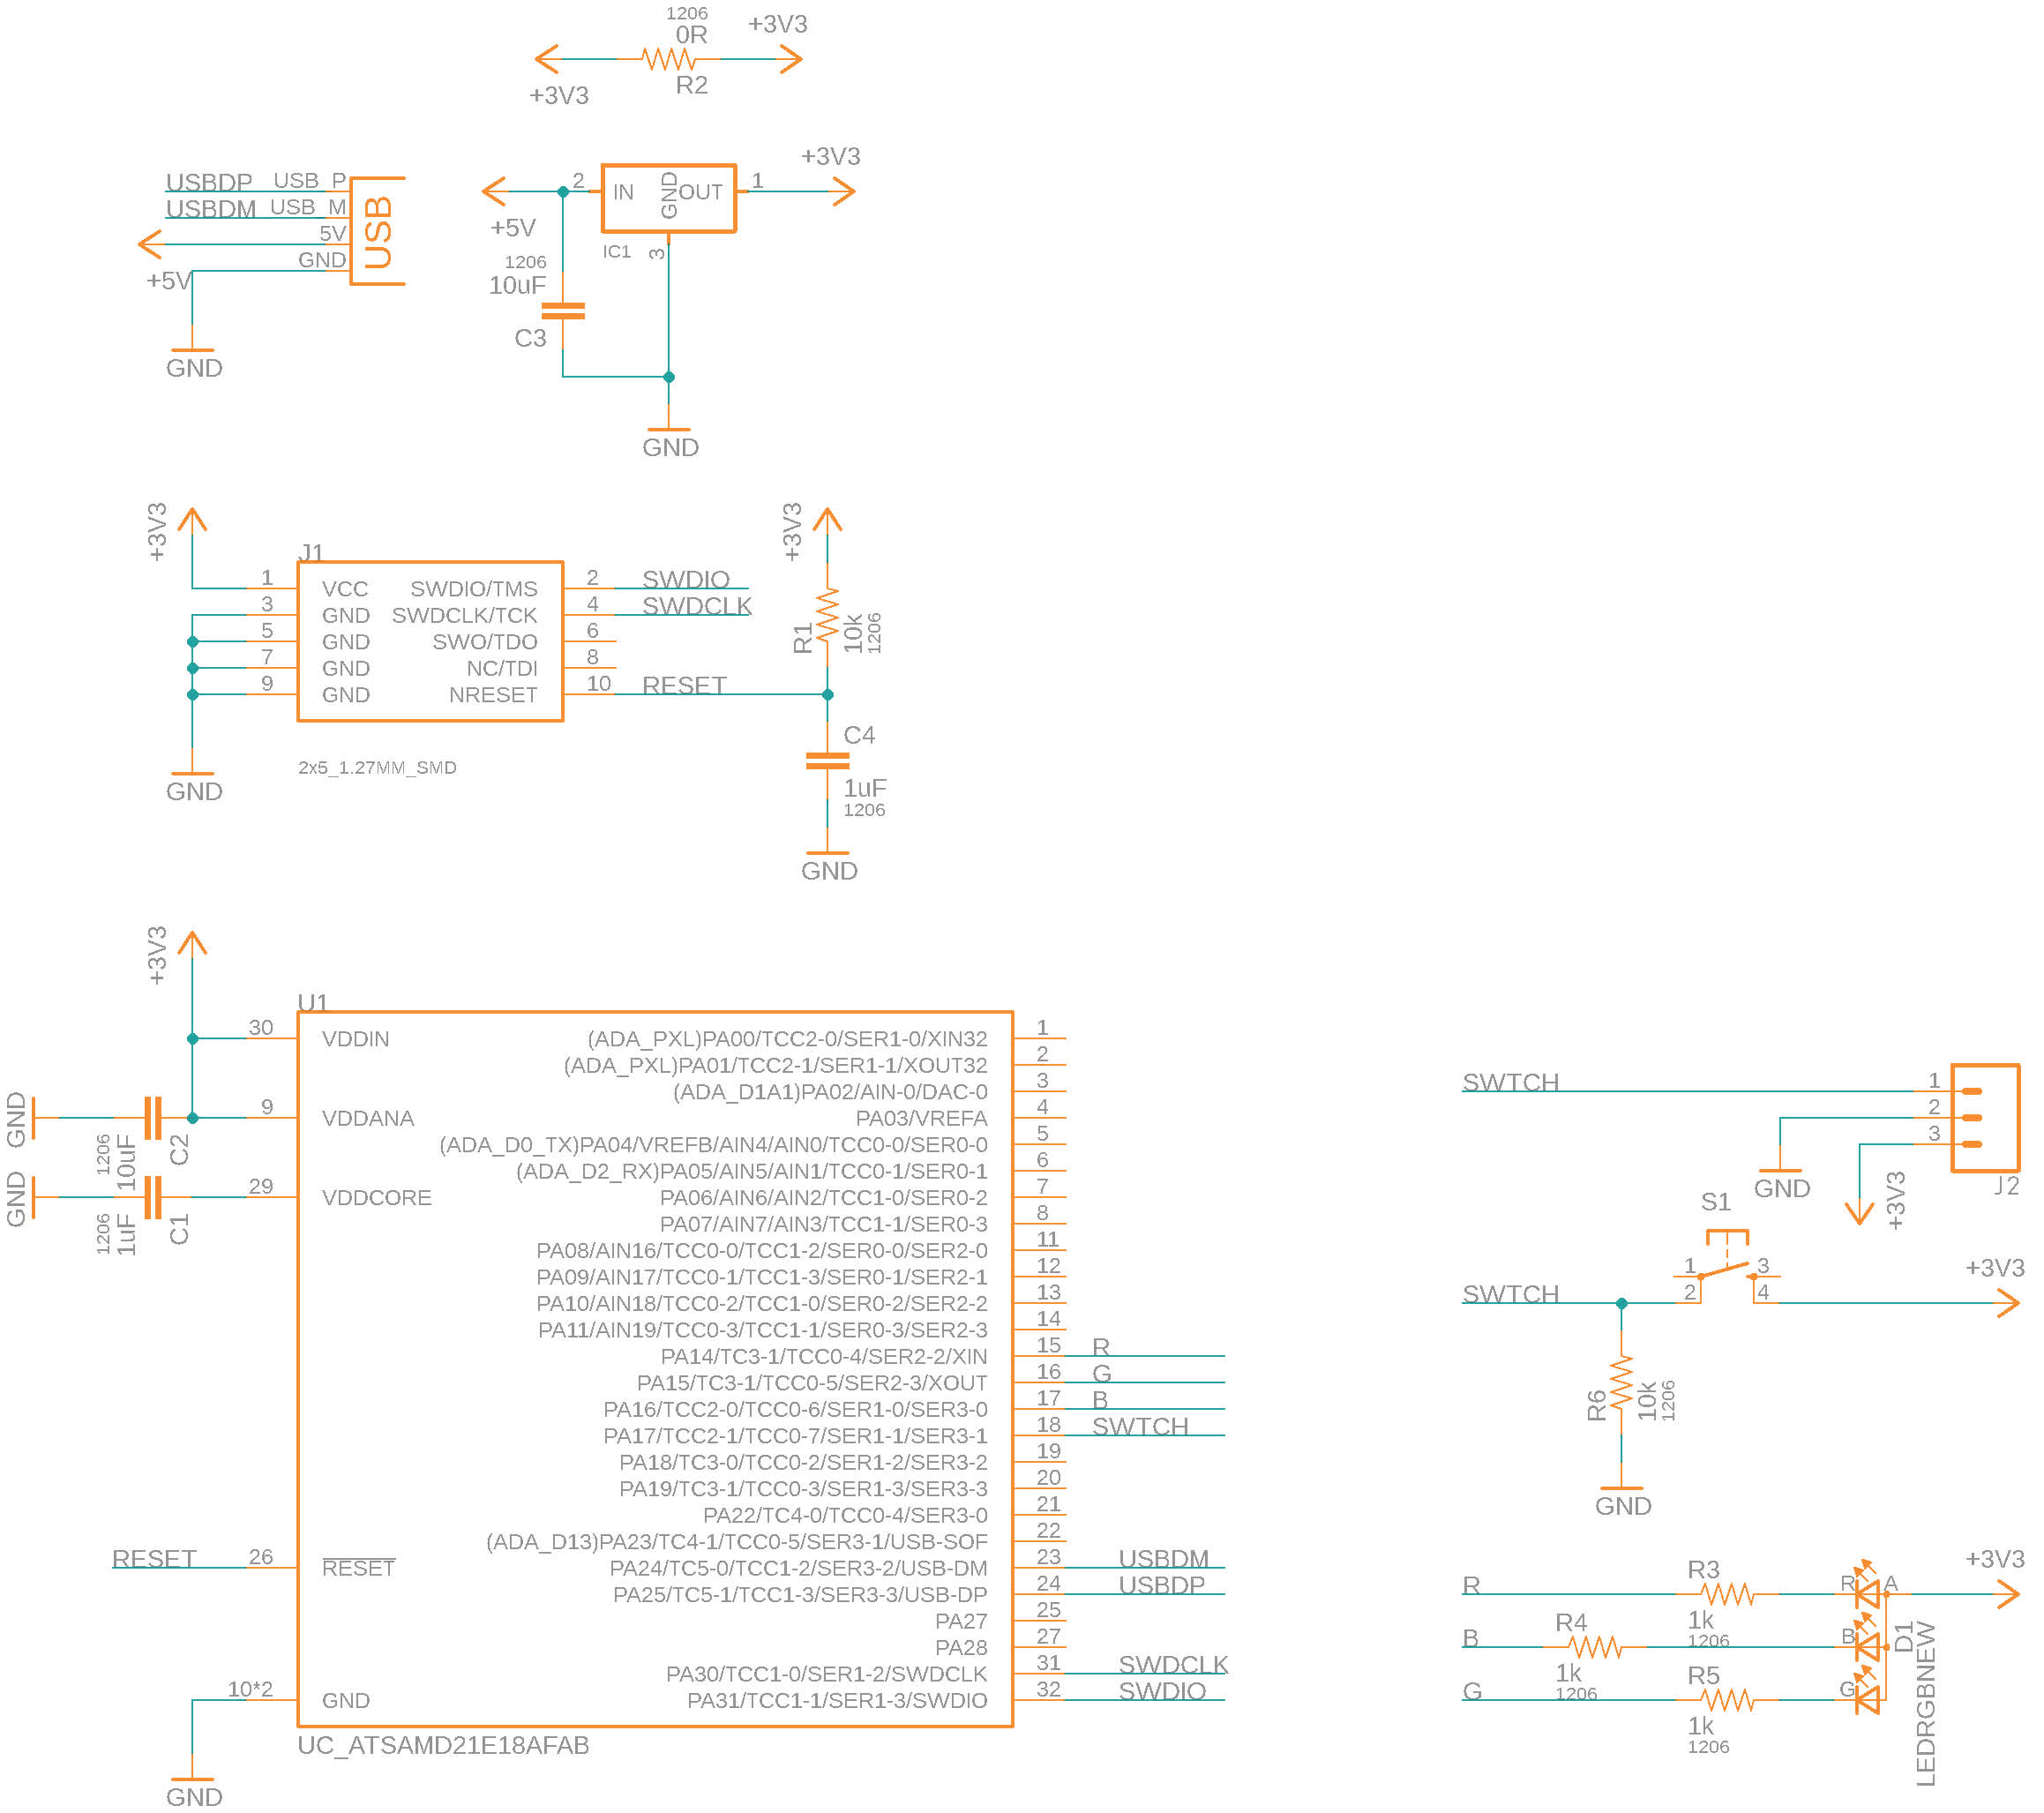 1206
0R
+3V3
R2
+3V3
USBDP
USB P
USBDM
USB M
5V
GND
USB
+5V
GND
+5V
2
IN
GND
OUT
1
+3V3
IC1
3
1206
10uF
C3
GND
+3V3
J1
1 VCC SWDIO/TMS 2 SWDIO
3 GND SWDCLK/TCK 4 SWDCLK
5 GND SWO/TDO 6
7 GND NC/TDI 8
9 GND NRESET 10 RESET
2x5_1.27MM_SMD
GND
+3V3
R1
10k
1206
C4
1uF
1206
GND
+3V3
U1
30 VDDIN
9 VDDANA
29 VDDCORE
GND
1206
10uF
C2
GND
1206
1uF
C1
RESET 26 RESET
10*2 GND
GND
(ADA_PXL)PA00/TCC2-0/SER1-0/XIN32 1
(ADA_PXL)PA01/TCC2-1/SER1-1/XOUT32 2
(ADA_D1A1)PA02/AIN-0/DAC-0 3
PA03/VREFA 4
(ADA_D0_TX)PA04/VREFB/AIN4/AIN0/TCC0-0/SER0-0 5
(ADA_D2_RX)PA05/AIN5/AIN1/TCC0-1/SER0-1 6
PA06/AIN6/AIN2/TCC1-0/SER0-2 7
PA07/AIN7/AIN3/TCC1-1/SER0-3 8
PA08/AIN16/TCC0-0/TCC1-2/SER0-0/SER2-0 11
PA09/AIN17/TCC0-1/TCC1-3/SER0-1/SER2-1 12
PA10/AIN18/TCC0-2/TCC1-0/SER0-2/SER2-2 13
PA11/AIN19/TCC0-3/TCC1-1/SER0-3/SER2-3 14
PA14/TC3-1/TCC0-4/SER2-2/XIN 15 R
PA15/TC3-1/TCC0-5/SER2-3/XOUT 16 G
PA16/TCC2-0/TCC0-6/SER1-0/SER3-0 17 B
PA17/TCC2-1/TCC0-7/SER1-1/SER3-1 18 SWTCH
PA18/TC3-0/TCC0-2/SER1-2/SER3-2 19
PA19/TC3-1/TCC0-3/SER1-3/SER3-3 20
PA22/TC4-0/TCC0-4/SER3-0 21
(ADA_D13)PA23/TC4-1/TCC0-5/SER3-1/USB-SOF 22
PA24/TC5-0/TCC1-2/SER3-2/USB-DM 23 USBDM
PA25/TC5-1/TCC1-3/SER3-3/USB-DP 24 USBDP
PA27 25
PA28 27
PA30/TCC1-0/SER1-2/SWDCLK 31 SWDCLK
PA31/TCC1-1/SER1-3/SWDIO 32 SWDIO
UC_ATSAMD21E18AFAB
SWTCH
1
2
3
J2
GND
+3V3
S1
1
2
3
4
SWTCH
+3V3
R6
10k
1206
GND
R
R3
1k
1206
R
A
+3V3
B
R4
1k
1206
B
G
R5
1k
1206
G
D1
LEDRGBNEW